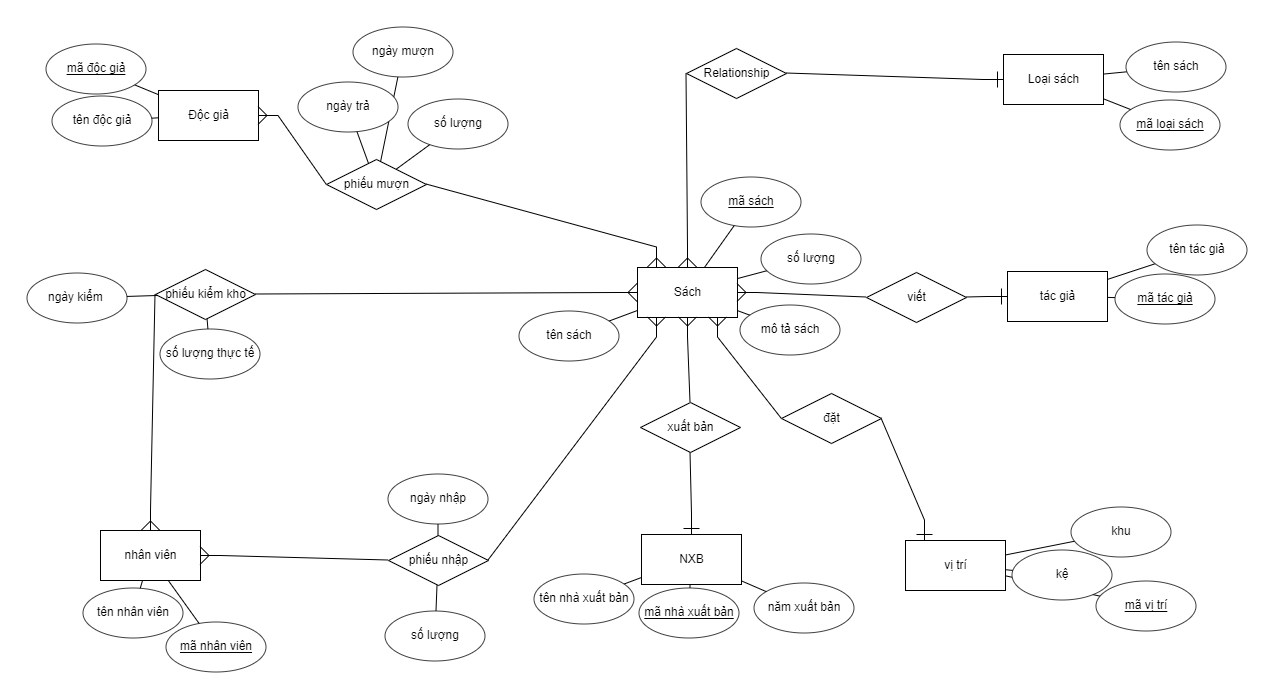 ngày mượn
mã độc giả
tên độc giả
Độc giả
ngày trả
số lượng
phiếu mượn
Relationship
Loại sách
tên sách
mã loại sách
mã sách
số lượng
Sách
tên sách
mô tả sách
viết
tác giả
tên tác giả
mã tác giả
ngày kiểm
phiếu kiểm kho
số lượng thực tế
xuất bản
đặt
ngày nhập
phiếu nhập
số lượng
nhân viên
tên nhân viên
mã nhân viên
NXB
tên nhà xuất bản
mã nhà xuất bản
năm xuất bản
vị trí
khu
kệ
mã vị trí